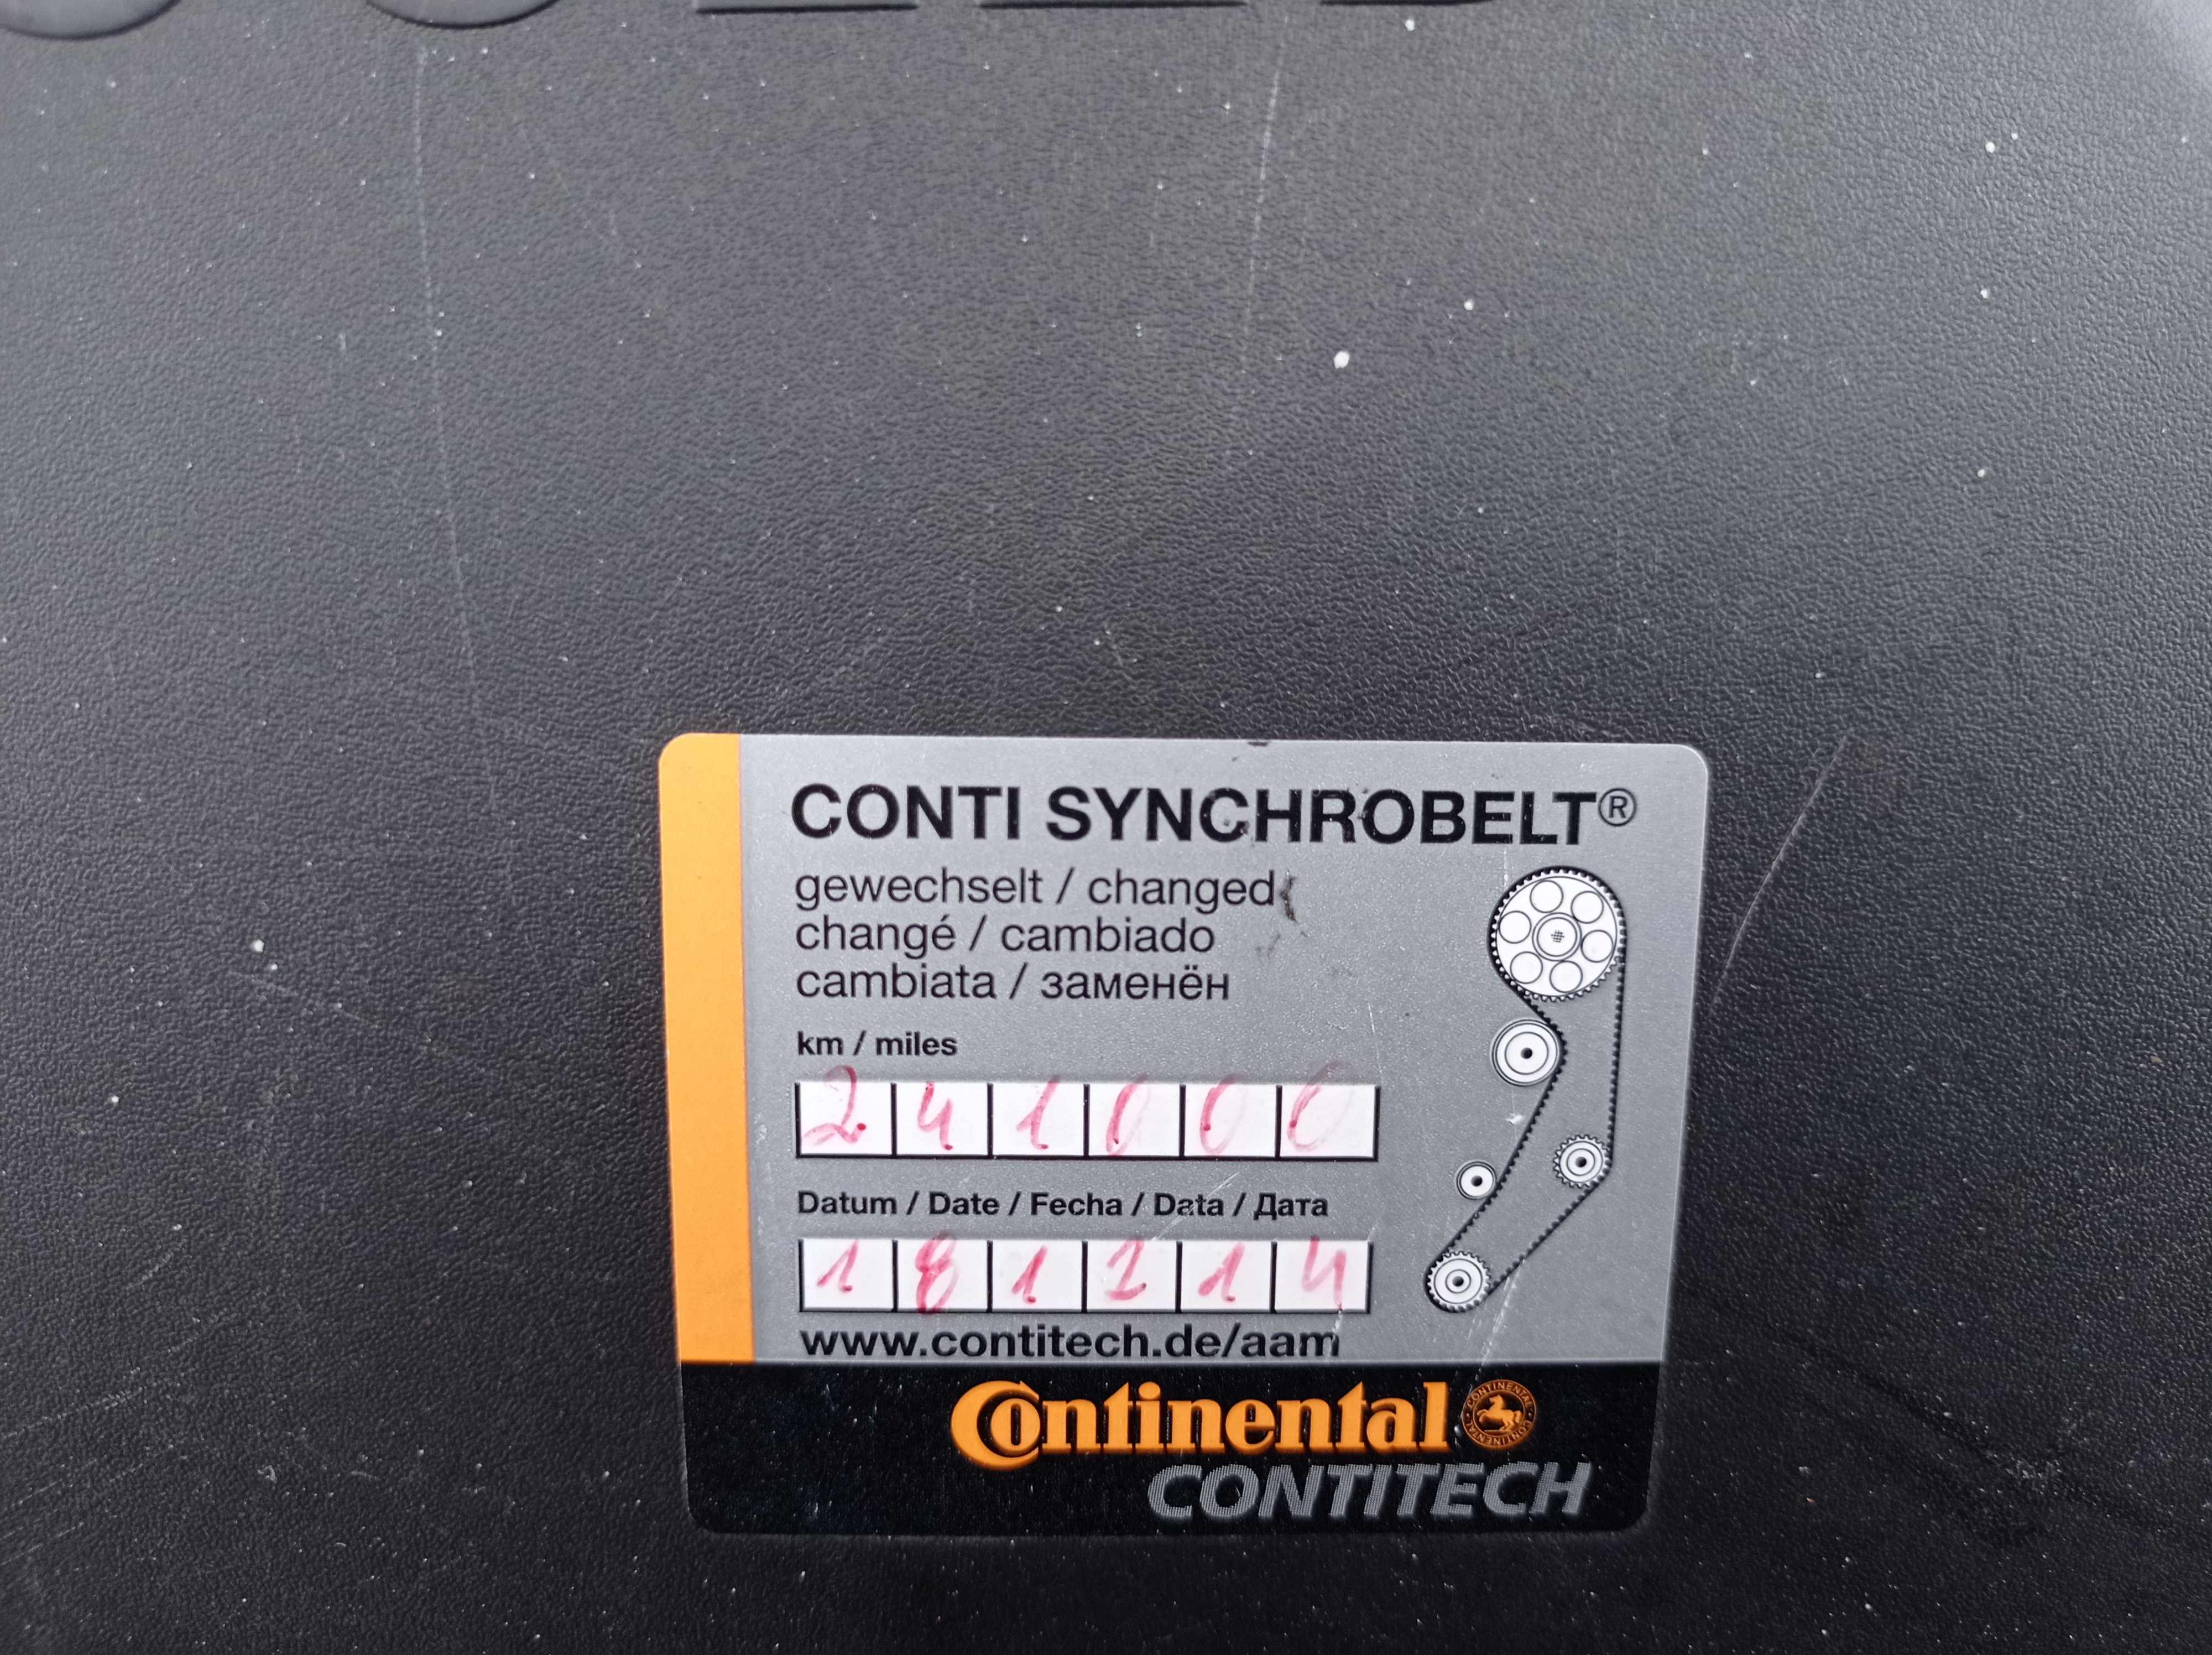 CONTI SYNCHROBELT®
gewechselt / changed
changé / cambiado
cambiata / заменён
km / miles
241000
Datum / Date / Fecha / Data / Дата
181214
www.contitech.de/aam
Continental
CONTITECH